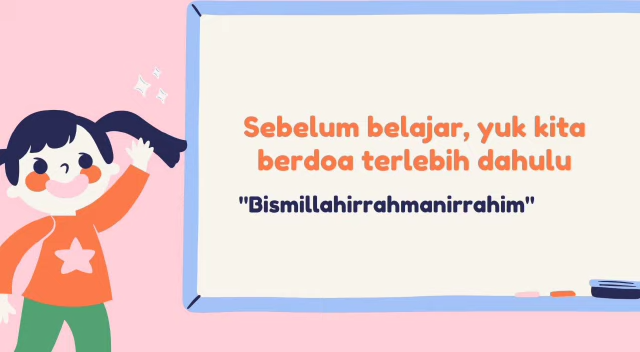 Sebelum belajar, yuk kita
berdoa terlebih dahulu
"Bismillahirrahmanirrahim"